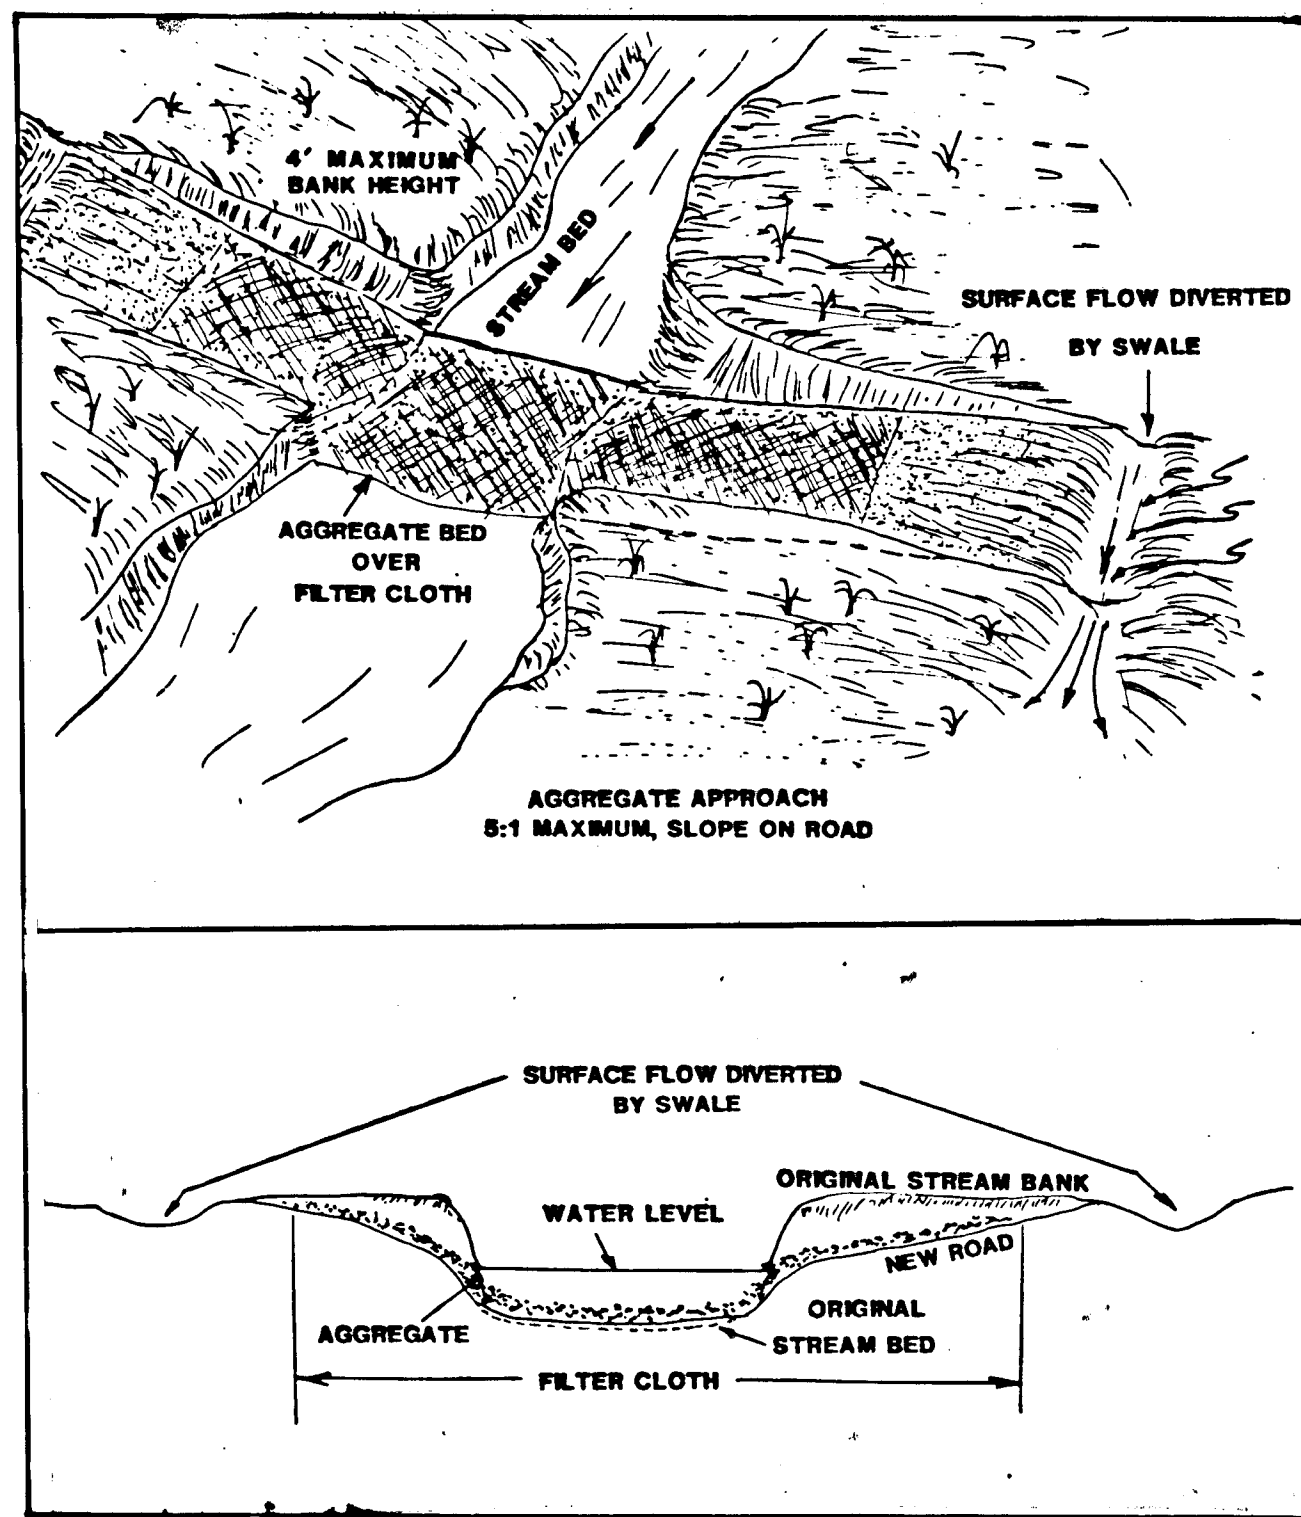 4' MAXIMUM
BANK HEIGHT
STREAM BED
SURFACE FLOW DIVERTED
BY SWALE
AGGREGATE BED
OVER
FILTER CLOTH
AGGREGATE APPROACH
5:1 MAXIMUM, SLOPE ON ROAD
SURFACE FLOW DIVERTED
BY SWALE
ORIGINAL STREAM BANK
WATER LEVEL
NEW ROAD
AGGREGATE
ORIGINAL
STREAM BED
FILTER CLOTH